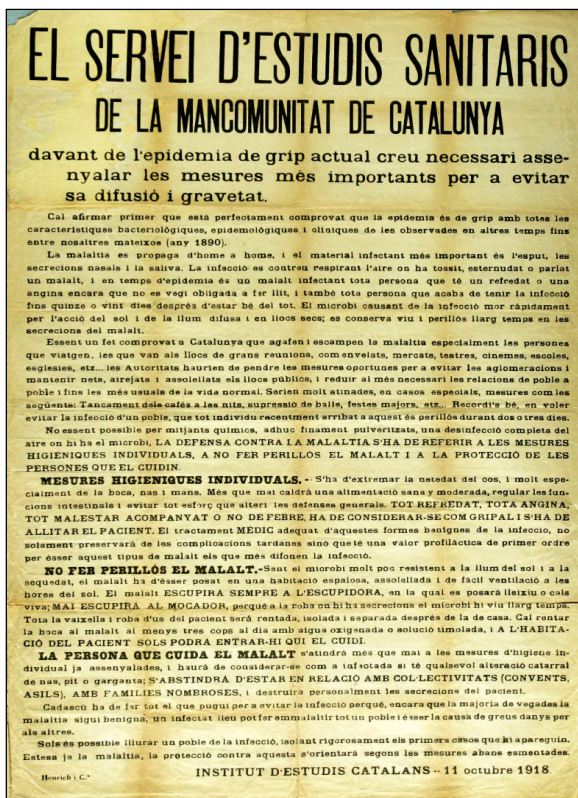 EL SERVEI D'ESTUDIS SANITARIS
DE LA MANCOMUNITAT DE CATALUNYA
davant de l'epidemia de grip actual creu necessari asse-
nyalar les mesures més importants per a evitar
sa difusió i gravetat.
Cal afirmar primer que está perfectament comprovat que la epidemia és de grip amb totes les
característiques bacteriològiques, epidemològiques i clíniques de les observades en altres temps fins
entre nosaltres mateixos (any 1890).
La malaltia es propaga d'home a home, i el material infectant més important és l'esput, les
secrecions nasals i la saliva. La infecció es contreu respirant l'aire on ha tossit, esternudat o parlat
un malalt, i en temps d'epidemia és un malalt infectant tota persona que té un refredat o una
angina encara que no es vegi obligada a fer llit, i també tota persona que acaba de tenir la infecció
fins quinze o vint dies després d'estar bé del tot. El microbi causant de la infecció mor ràpidament
per l'acció del sol i de la llum difusa i en llocs secs; es conserva viu i perillós llarg temps en les
secrecions del malalt.
Essent un fet comprovat a Catalunya que agafen i escampen la malaltia especialment les persones
que viatgen, les que van als llocs de grans reunions, com envelats, mercats, teatres, cinemes, escoles,
esglesies, etz... les Autoritats haurien de pendre les mesures oportunes per a evitar les aglomeracions i
mantenir nets, airejats i assolellats els llocs públics, i reduir al més necessari les relacions de poble a
poble i fins les més usuals de la vida normal. Serien molt atinades, en casos especials, mesures com les
següents: Tancament dels cafés a les nits, supressió de balls, festes majors, etz... Recordi's bé, en voler
evitar la infecció d'un poble, que tot individu recentment arribat a aquest és perillós durant dos o tres dies.
No essent possible per mitjants químics, adhuc finament pulveritzats, una desinfecció completa del
aire on hi ha el microbi, LA DEFENSA CONTRA LA MALALTIA S'HA DE REFERIR A LES MESURES
HIGIENIQUES INDIVIDUALS, A NO FER PERILLÓS EL MALALT I A LA PROTECCIÓ DE LES
PERSONES QUE EL CUIDIN.
MESURES HIGIENIQUES INDIVIDUALS. - S'ha d'extremar la netedat del cos, i molt espe-
cialment de la boca, nas i mans. Més que mai caldrà una alimentació sana y moderada, regular les fun-
cions intestinals i evitar tot esforç que alteri les defenses generals. TOT REFREDAT, TOTA ANGINA,
TOT MALESTAR ACOMPANYAT O NO DE FEBRE, HA DE CONSIDERAR-SE COM GRIPAL I S'HA DE
ALLITAR EL PACIENT. El tractament MEDIC adequat d'aquestes formes benignes de la infecció, no
solament preservarà de les complicacions tardanes sino que té una valor profilàctica de primer ordre
per ésser aquest tipus de malalt els que més difonen la infecció.
NO FER PERILLÓS EL MALALT.-Sent el microbi molt poc resistent a la llum del sol i a la
sequedat, el malalt ha d'ésser posat en una habitació espaiosa, assolellada i de fácil ventilació a les
hores del sol. El malalt ESCUPIRÀ SEMPRE A L'ESCUPIDORA, en la qual es posarà lleixiu o cals
viva; MAI ESCUPIRÀ AL MOCADOR, perqué a la roba on hi ha secrecions el microbi hi viu llarg temps.
Tota la vaixella i roba d'us del pacient será rentada, isolada i separada després de la de casa. Cal rentar
la boca al malalt al menys tres cops al dia amb aigua oxigenada o solució timolada, i A L'HABITA-
CIÓ DEL PACIENT SOLS PODRA ENTRAR-HI QUI EL CUIDI.
LA PERSONA QUE CUIDA EL MALALT s'atindrà més que mai a les mesures d'higiene in-
dividual ja assenyalades, i haurà de considerar-se com a infectada si té qualsevol alteració catarral
de nas, pit o garganta; S'ABSTINDRÀ D'ESTAR EN RELACIÓ AMB COL·LECTIVITATS (CONVENTS,
ASILS), AMB FAMILIES NOMBROSES, i destruira personalment les secrecions del pacient.
Cadascú ha de fer tot el que pugui per a evitar la infecció perquè, encara que la majoria de vegades la
malaltia sigui benigna, un infectat lleu pot fer emmalaltir tot un poble i ésser la causa de greus danys per
als altres.
Sols és possible lliurar un poble de la infecció, isolant rigorosament els primers casos que hi apareguin.
Estesa ja la malaltia, la protecció contra aquesta s'orientarà segons les mesures abans esmentades.
Henrich i C.ª
INSTITUT D'ESTUDIS CATALANS -- 11 octubre 1918.